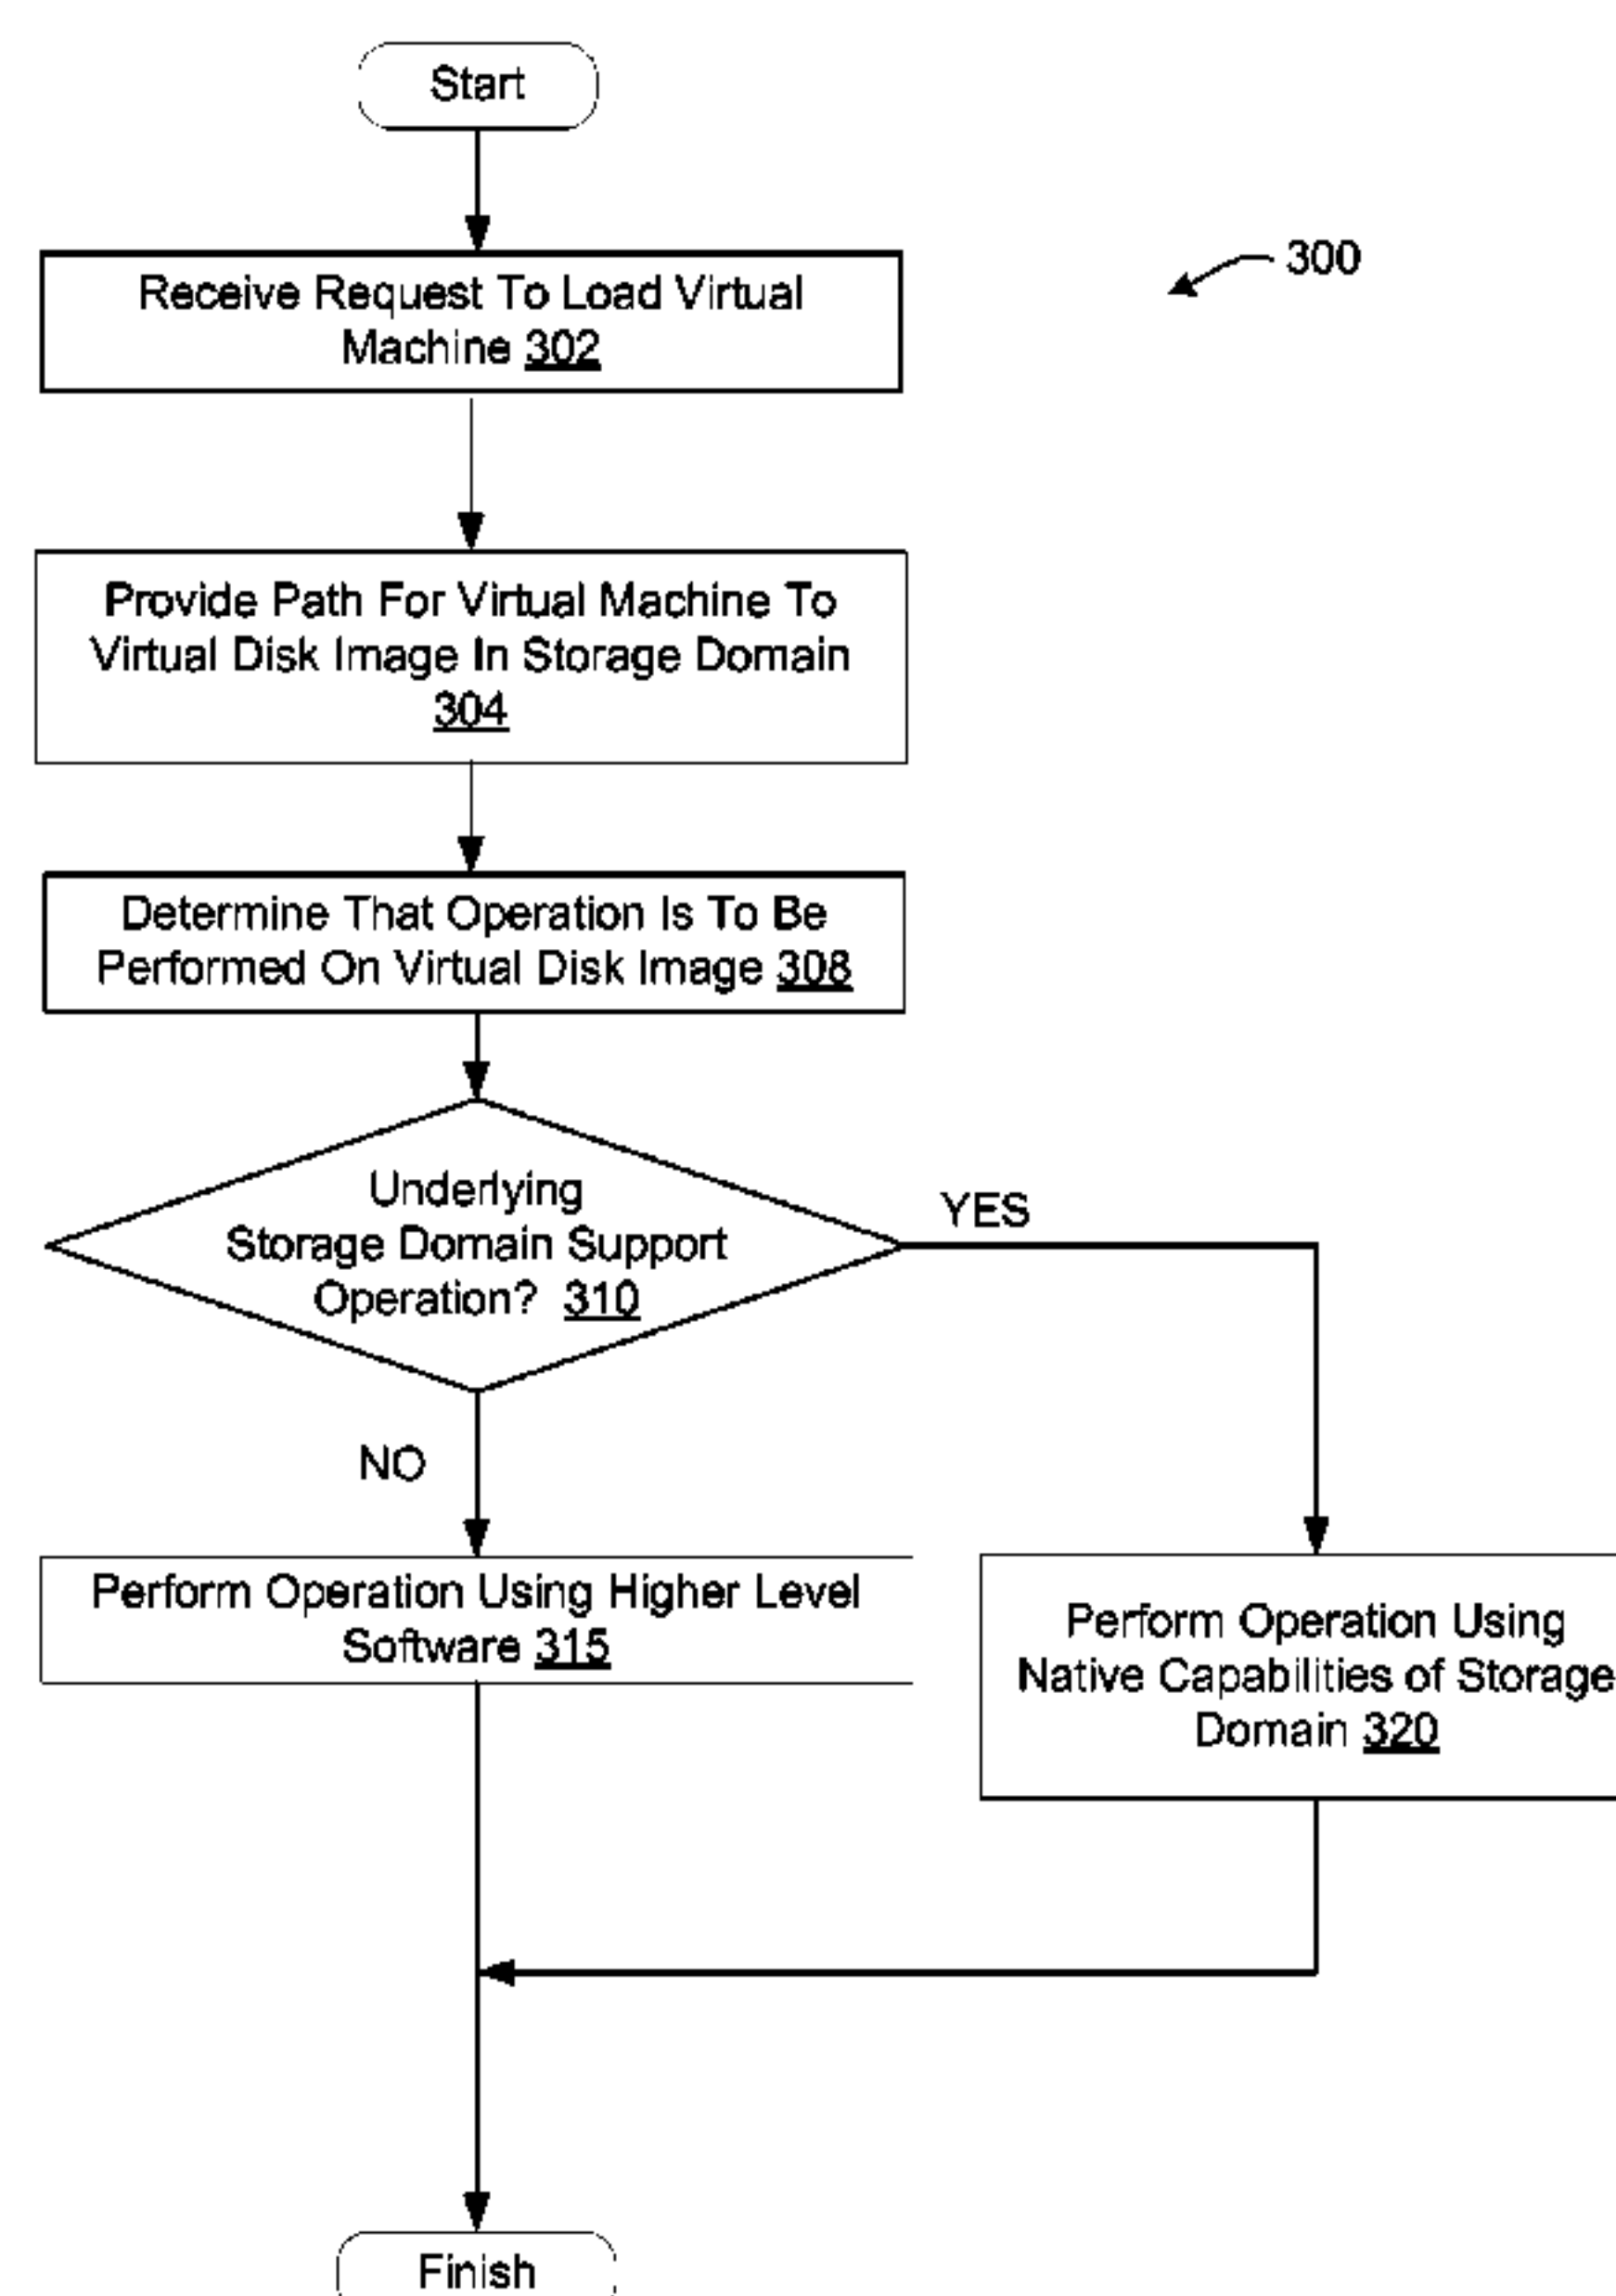 Start
300
Receive Request To Load Virtual
Machine 302
Provide Path For Virtual Machine To
Virtual Disk Image In Storage Domain
304
Determine That Operation Is To Be
Performed On Virtual Disk Image 308
Underlying
Storage Domain Support
Operation? 310
YES
NO
Perform Operation Using Higher Level
Software 315
Perform Operation Using
Native Capabilities of Storage
Domain 320
Finish